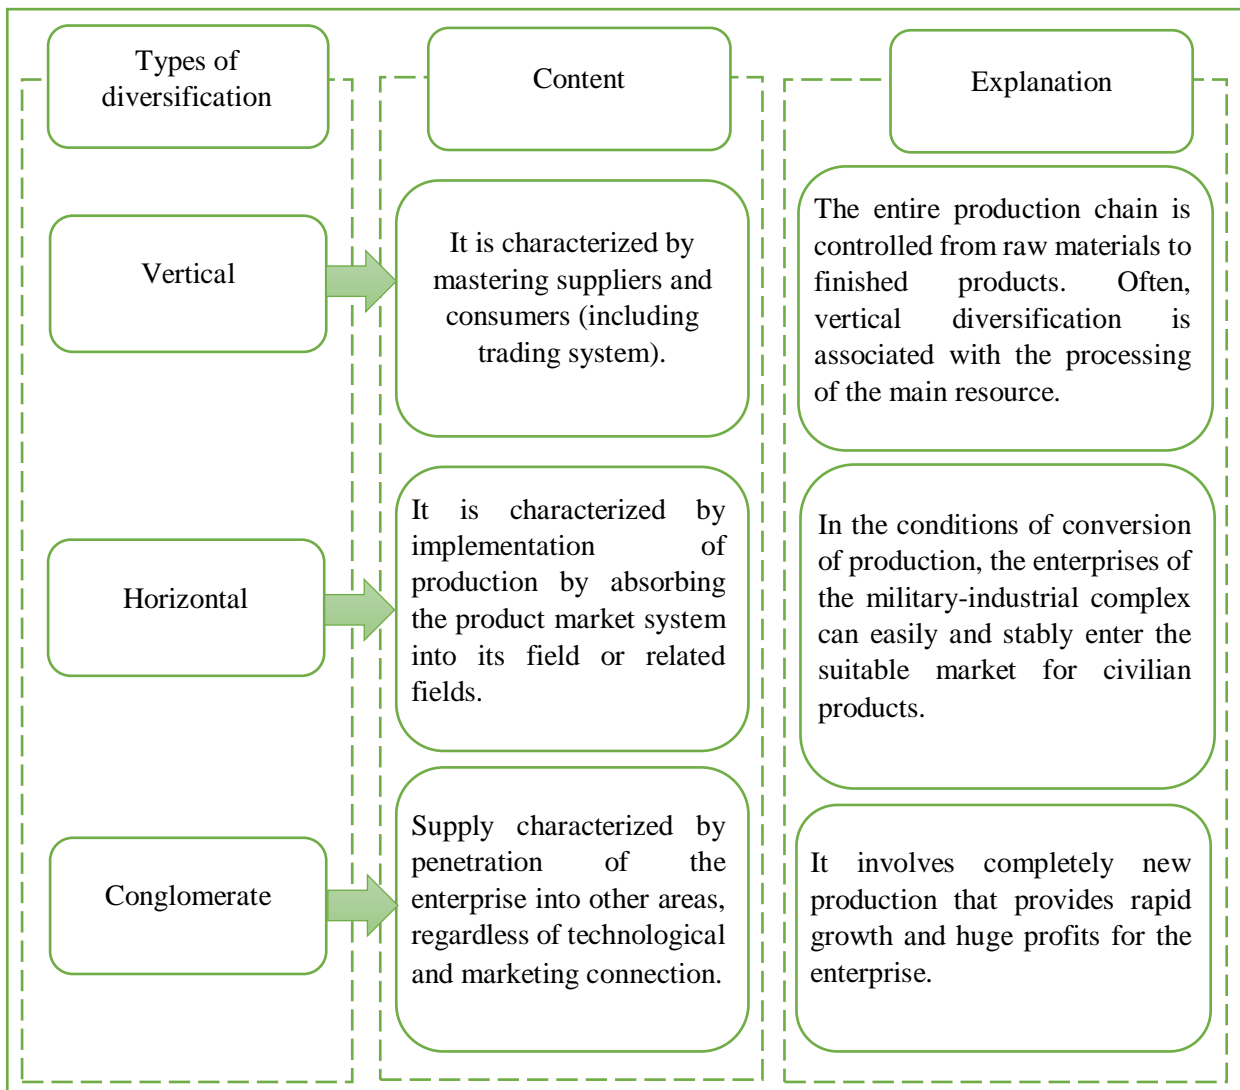 Types of
diversification
Content
Explanation
Vertical
It is characterized by
mastering suppliers and
consumers (including
trading system).
The entire production chain is
controlled from raw materials to
finished products. Often,
vertical diversification is
associated with the processing
of the main resource.
Horizontal
It is characterized by
implementation of
production by absorbing
the product market system
into its field or related
fields.
In the conditions of conversion
of production, the enterprises of
the military-industrial complex
can easily and stably enter the
suitable market for civilian
products.
Conglomerate
Supply characterized by
penetration of the
enterprise into other areas,
regardless of technological
and marketing connection.
It involves completely new
production that provides rapid
growth and huge profits for the
enterprise.